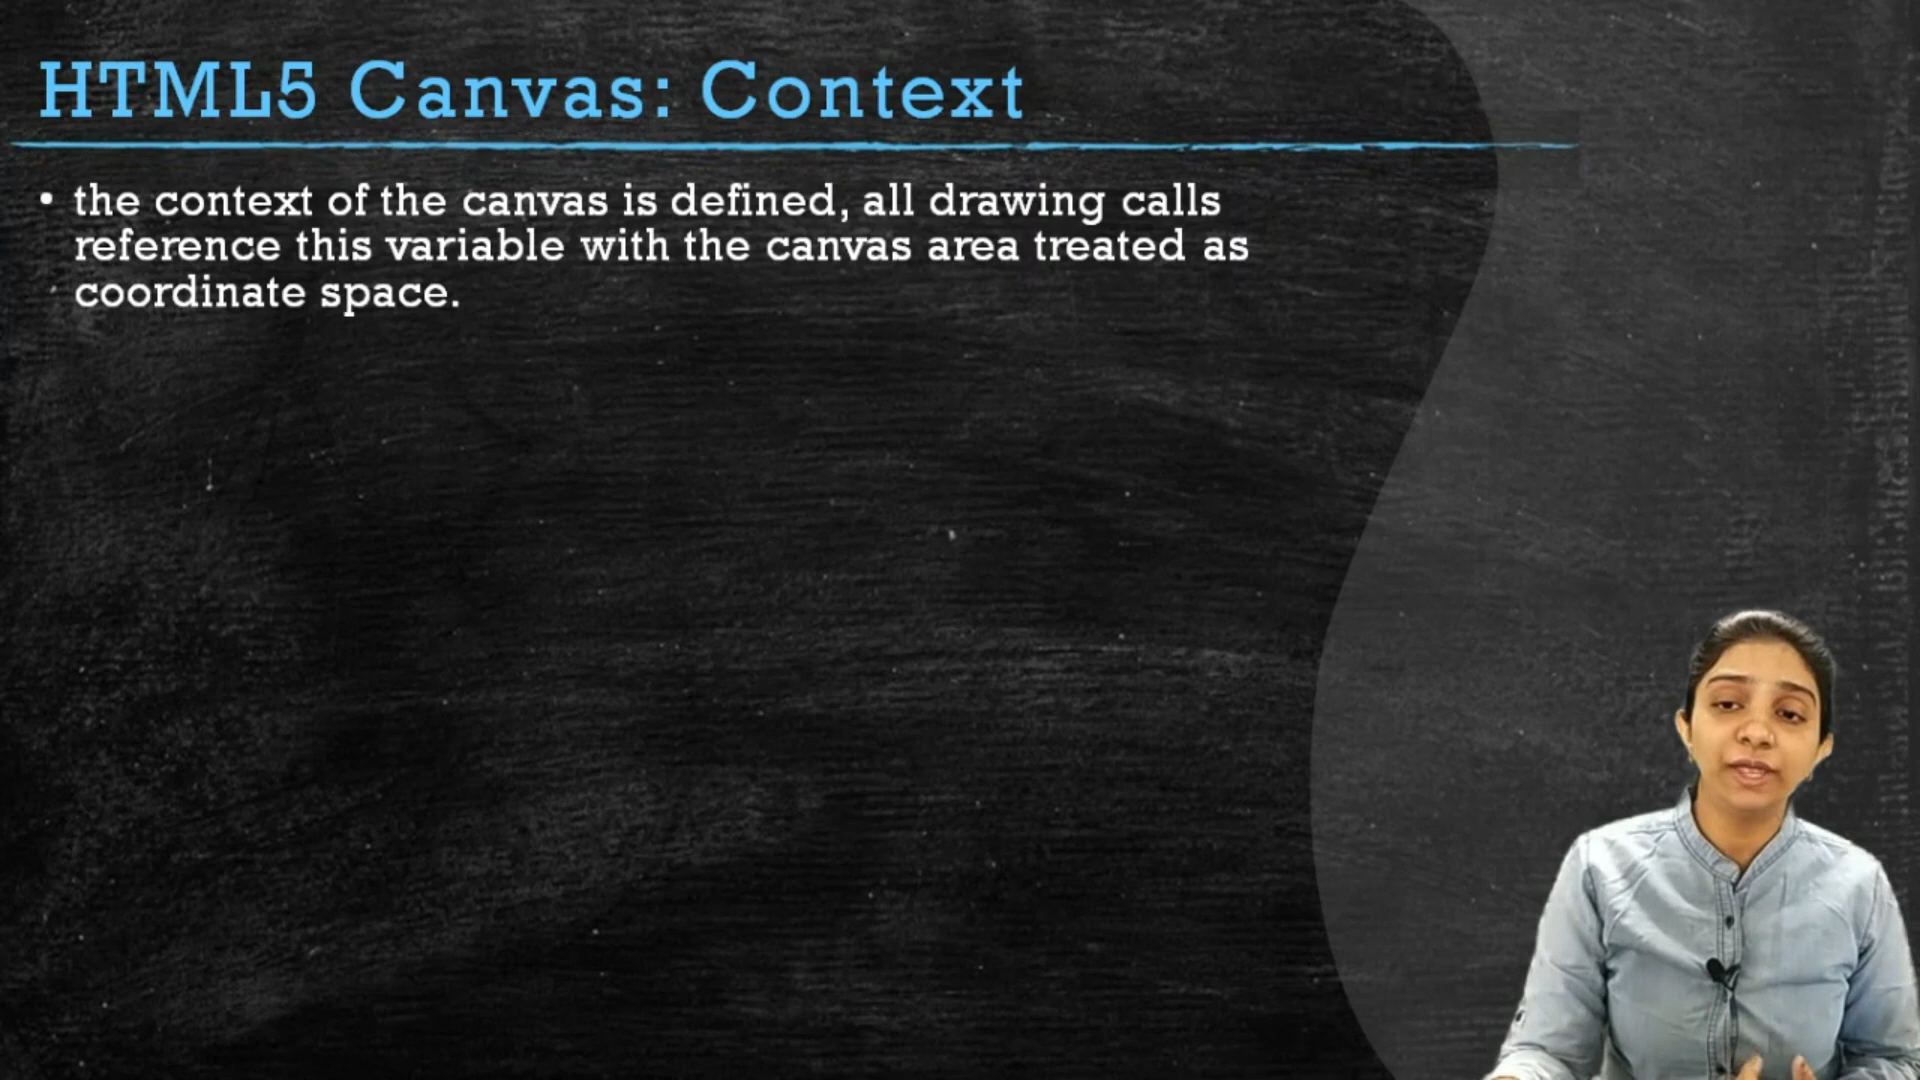 HTML5 Canvas: Context
• the context of the canvas is defined, all drawing calls
reference this variable with the canvas area treated as
coordinate space.